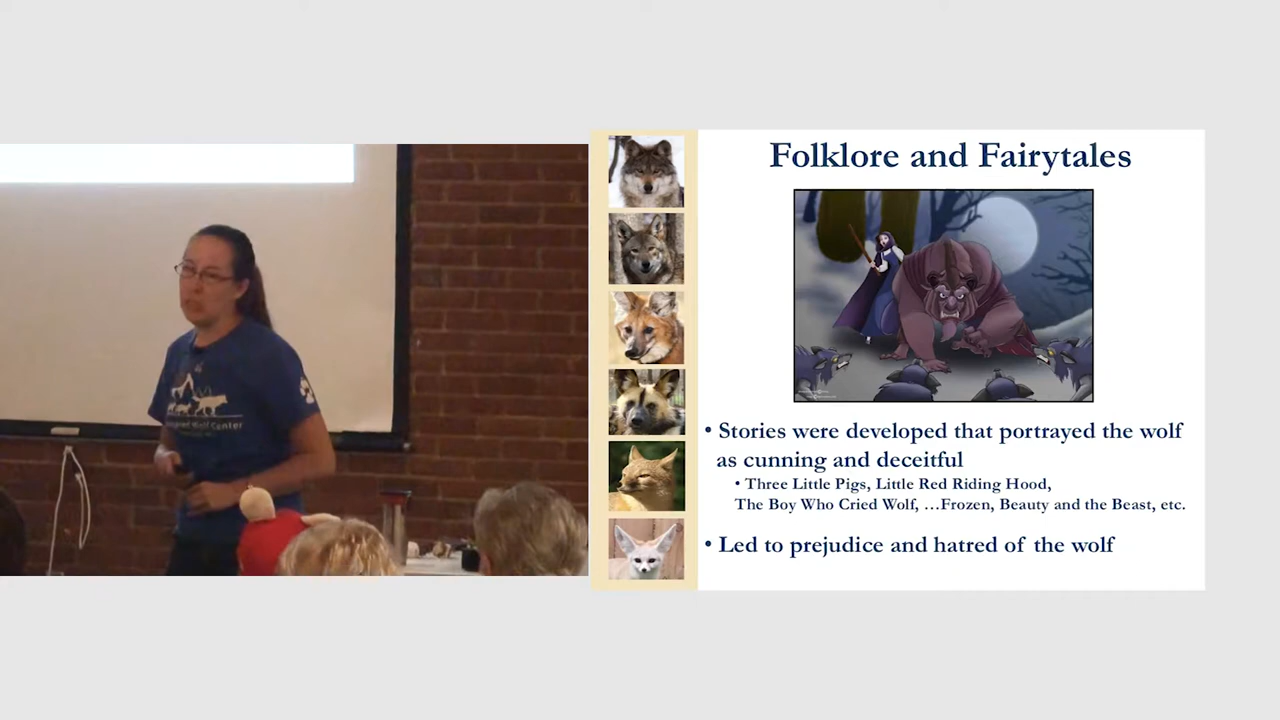 Folklore and Fairytales
• Stories were developed that portrayed the wolf
as cunning and deceitful
• Three Little Pigs, Little Red Riding Hood,
The Boy Who Cried Wolf, …Frozen, Beauty and the Beast, etc.
• Led to prejudice and hatred of the wolf
Wolf Center